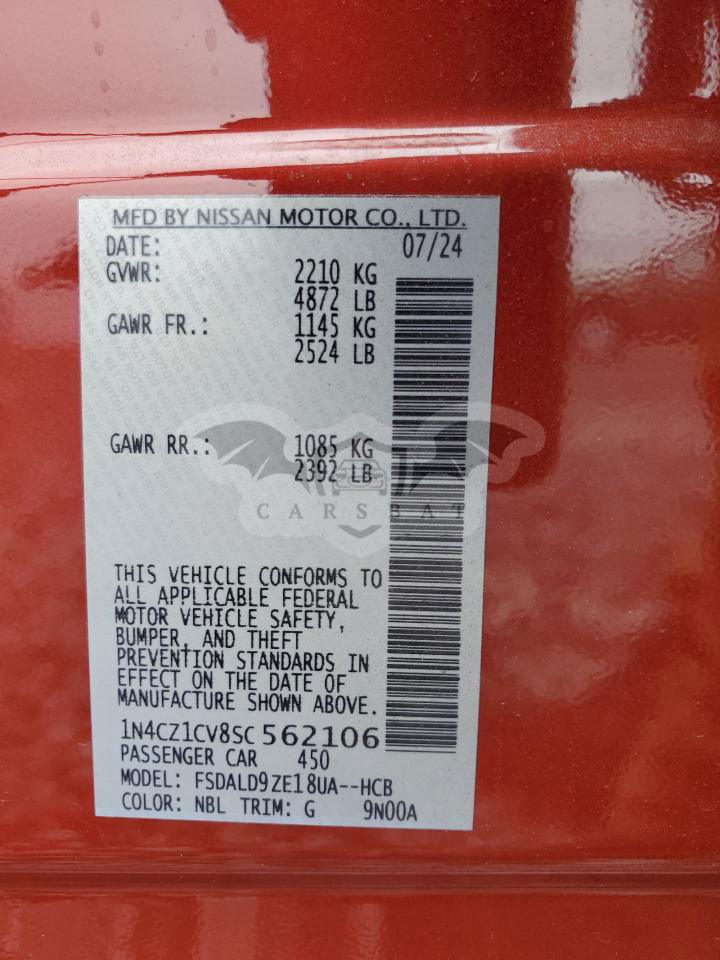 MFD BY NISSAN MOTOR CO., LTD.
DATE: 07/24
GVWR: 2210 KG
4872 LB
GAWR FR.: 1145 KG
2524 LB
GAWR RR.: 1085 KG
2392 LB
CARSBAT
THIS VEHICLE CONFORMS TO
ALL APPLICABLE FEDERAL
MOTOR VEHICLE SAFETY,
BUMPER, AND THEFT
PREVENTION STANDARDS IN
EFFECT ON THE DATE OF
MANUFACTURE SHOWN ABOVE.
1N4CZ1CV8SC562106
PASSENGER CAR 450
MODEL: FSDALD9ZE18UA--HCB
COLOR: NBL TRIM: G 9N00A